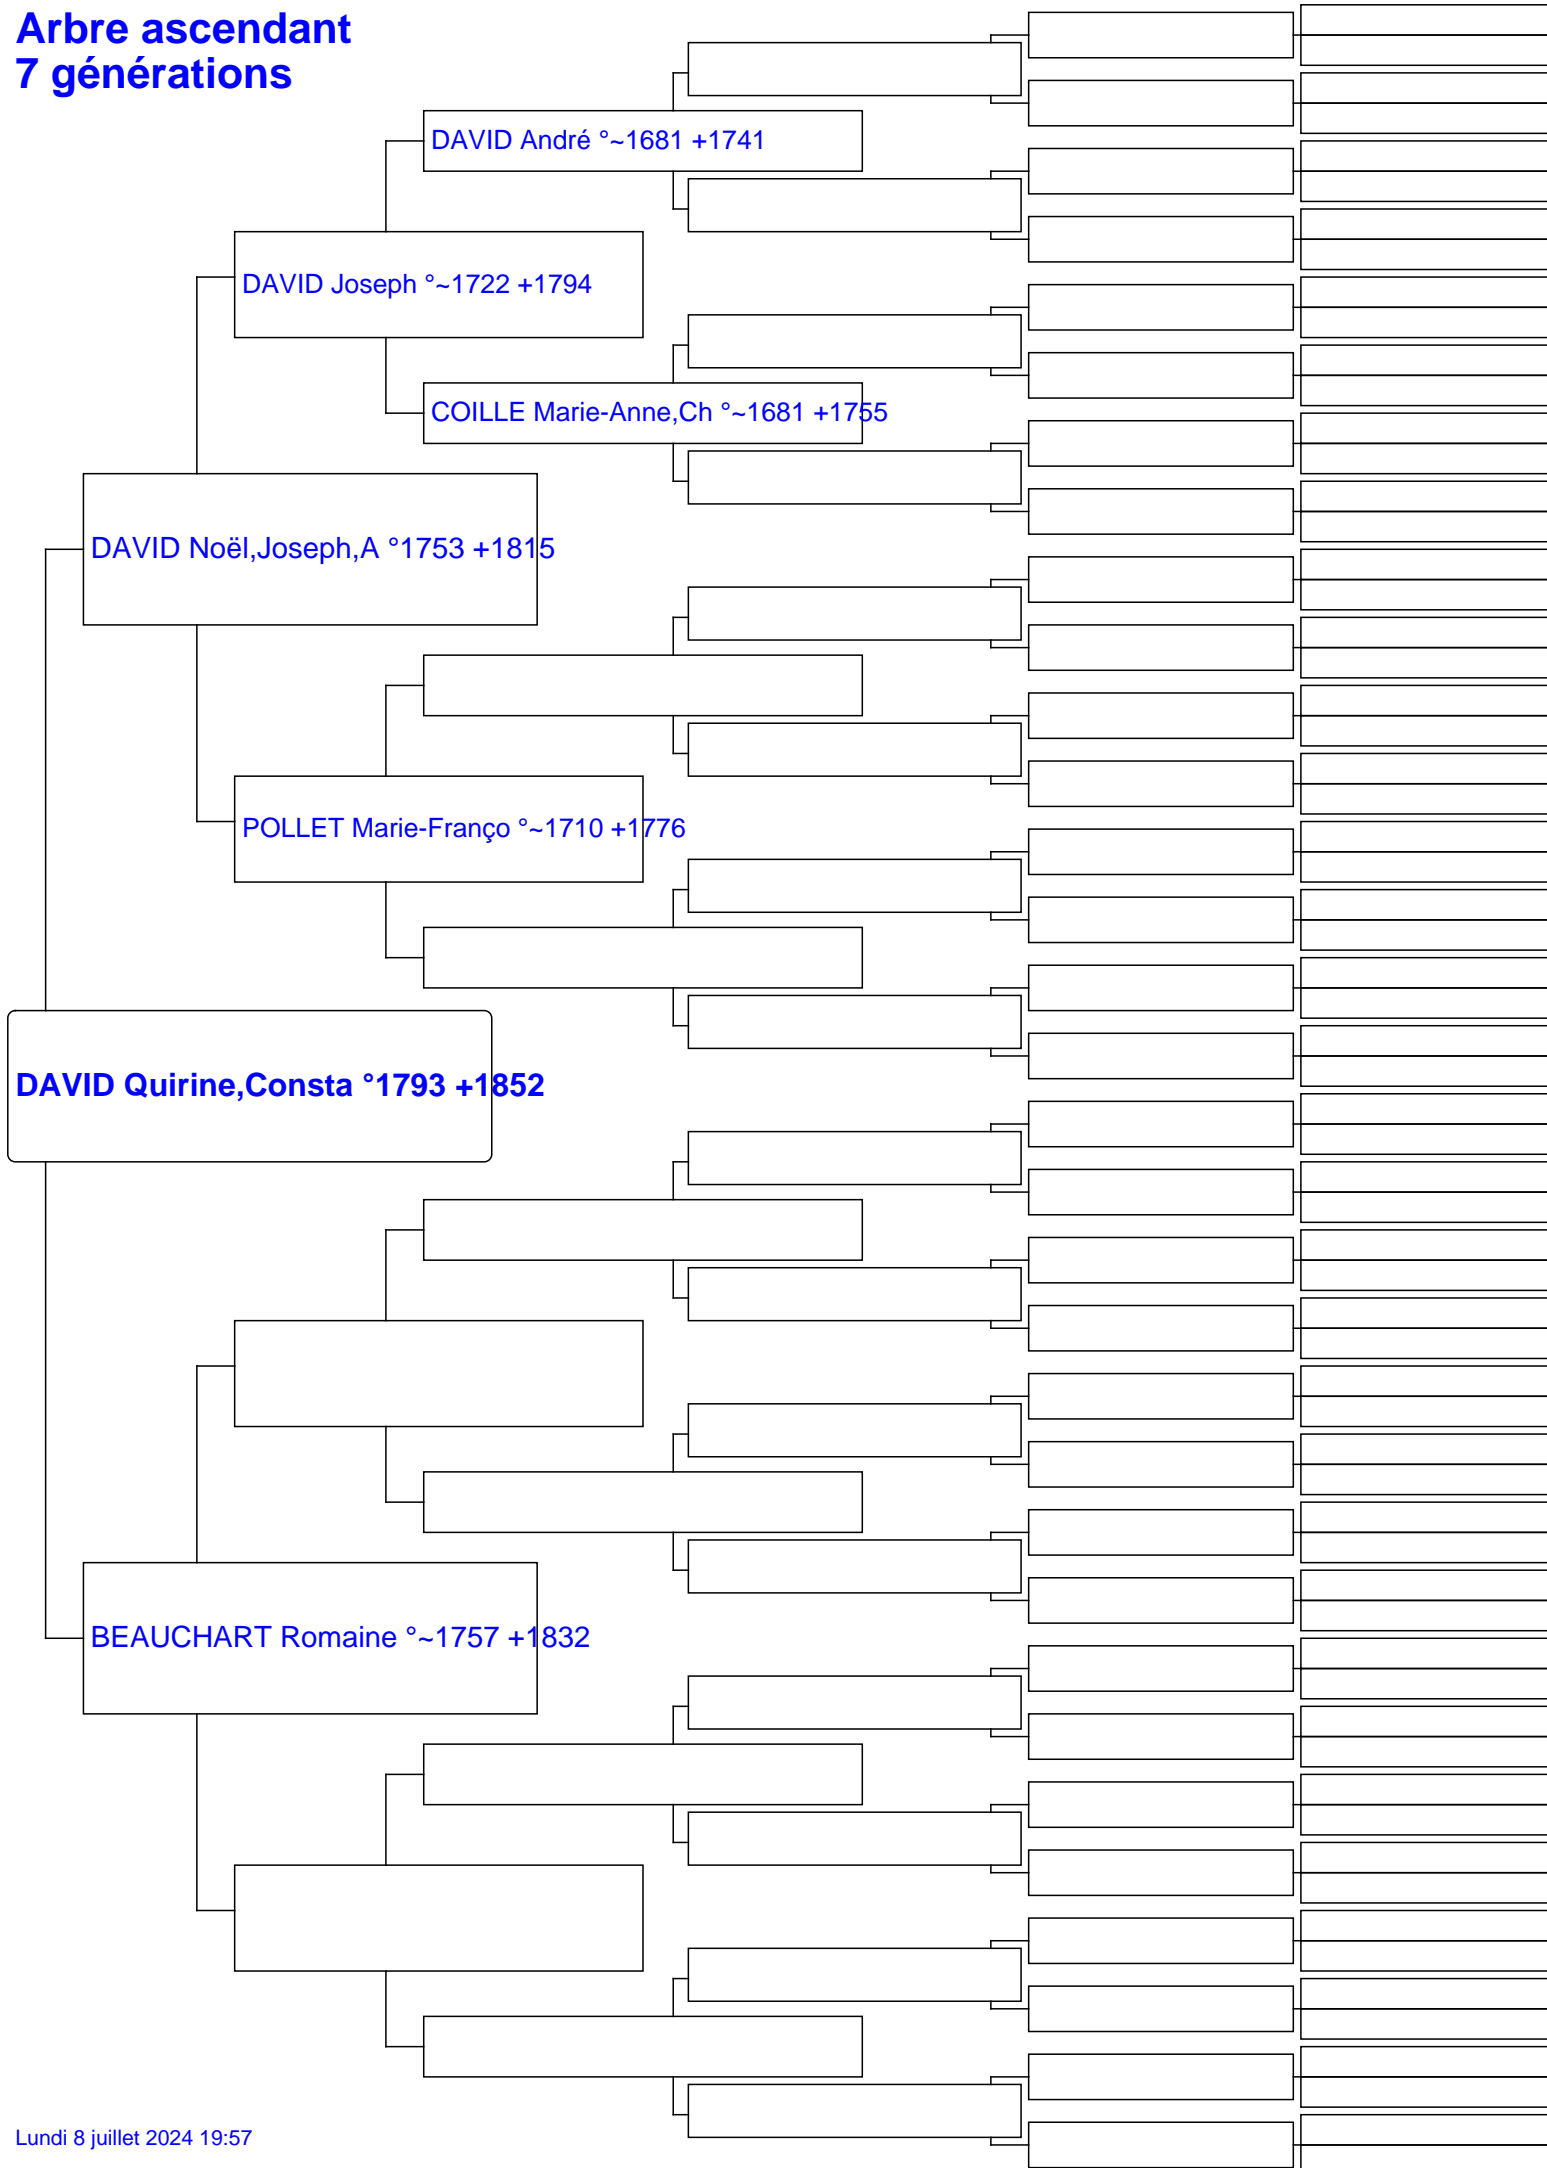 Arbre ascendant
7 générations
DAVID André °~1681 +1741
DAVID Joseph °~1722 +1794
COILLE Marie-Anne,Ch °~1681 +1755
DAVID Noël,Joseph,A °1753 +1815
POLLET Marie-Franço °~1710 +1776
DAVID Quirine,Consta °1793 +1852
BEAUCHART Romaine °~1757 +1832
Lundi 8 juillet 2024 19:57